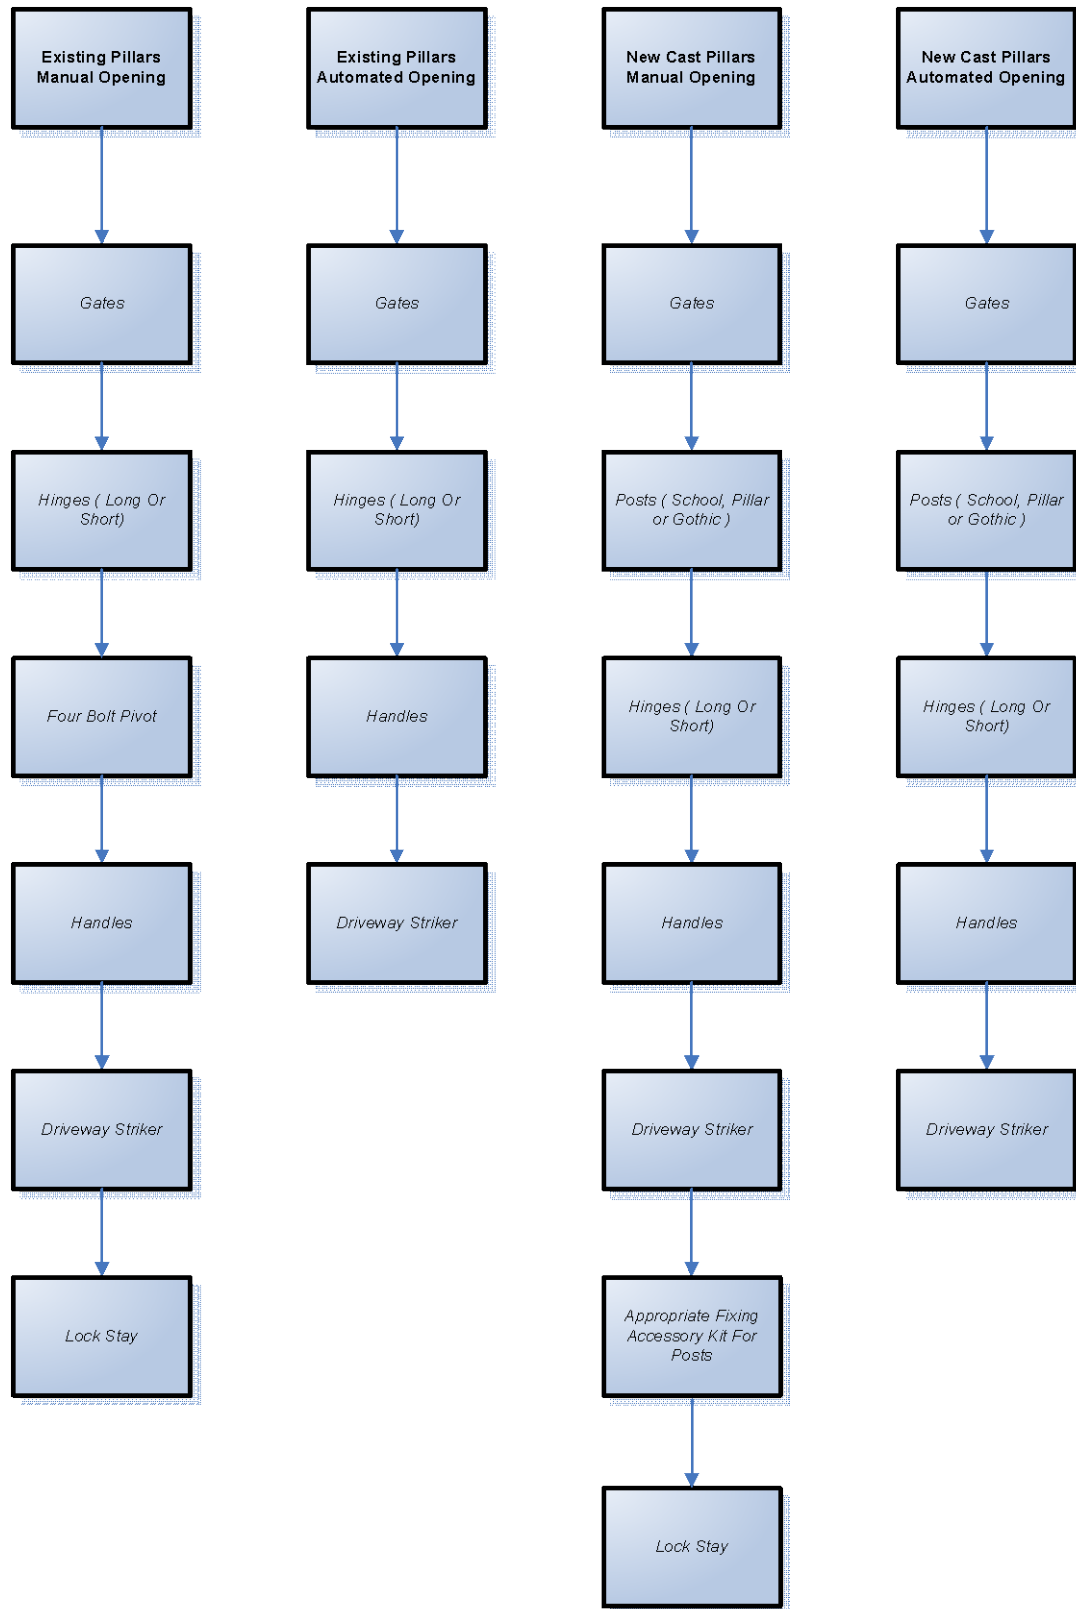 Existing Pillars
Manual Opening
Gates
Hinges ( Long Or
Short)
Four Bolt Pivot
Handles
Driveway Striker
Lock Stay
Existing Pillars
Automated Opening
Gates
Hinges ( Long Or
Short)
Handles
Driveway Striker
New Cast Pillars
Manual Opening
Gates
Posts ( School, Pillar
or Gothic )
Hinges ( Long Or
Short)
Handles
Driveway Striker
Appropriate Fixing
Accessory Kit For
Posts
Lock Stay
New Cast Pillars
Automated Opening
Gates
Posts ( School, Pillar
or Gothic )
Hinges ( Long Or
Short)
Handles
Driveway Striker